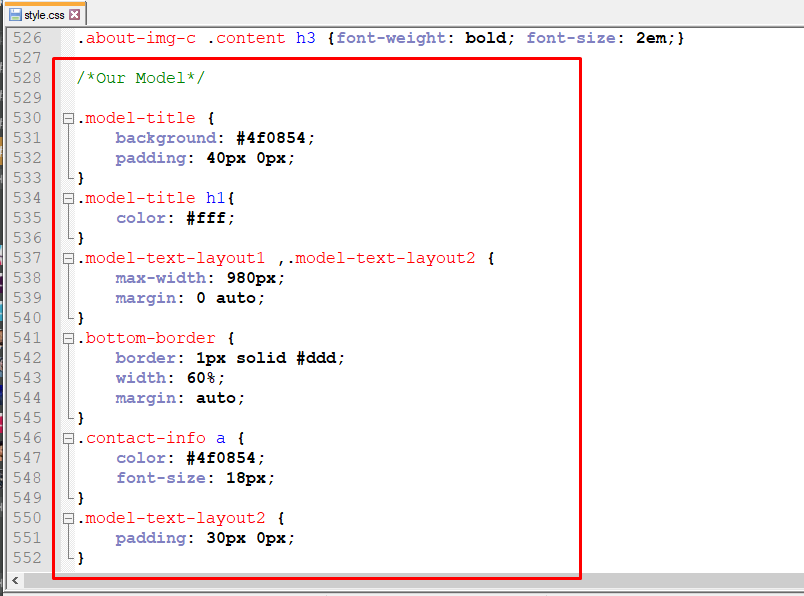 style.css
526 .about-img-c .content h3 {font-weight: bold; font-size: 2em;}
527
528 /*Our Model*/
529
530 .model-title {
531 background: #4f0854;
532 padding: 40px 0px;
533 }
534 .model-title h1{
535 color: #fff;
536 }
537 .model-text-layout1 ,.model-text-layout2 {
538 max-width: 980px;
539 margin: 0 auto;
540 }
541 .bottom-border {
542 border: 1px solid #ddd;
543 width: 60%;
544 margin: auto;
545 }
546 .contact-info a {
547 color: #4f0854;
548 font-size: 18px;
549 }
550 .model-text-layout2 {
551 padding: 30px 0px;
552 }